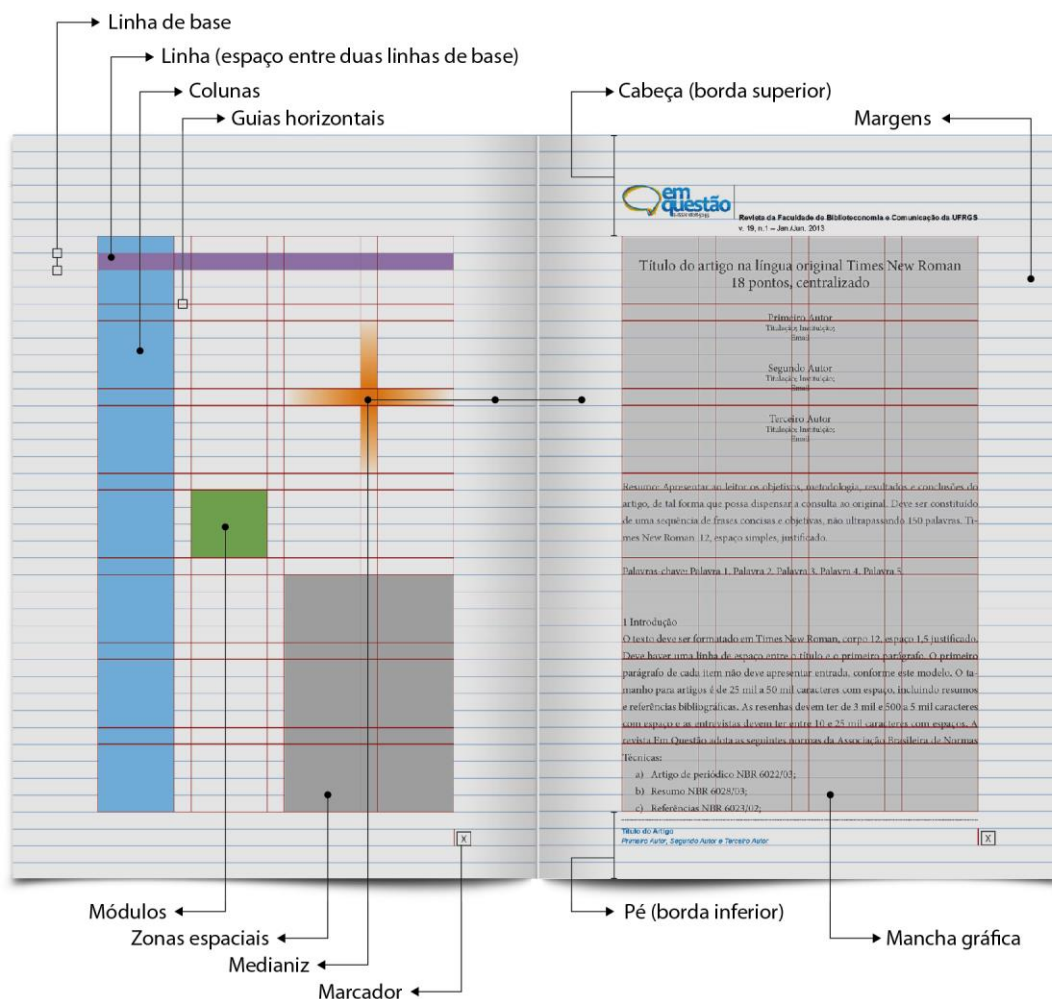 Linha de base
Linha (espaço entre duas linhas de base)
Colunas
Guias horizontais
Cabeça (borda superior)
Margens
em
questão
Revista da Faculdade de Biblioteconomia e Comunicação da UFRGS
v. 19, n.1 – Jan./Jun. 2013
Título do artigo na língua original Times New Roman
18 pontos, centralizado
Primeiro Autor
Titulação; Instituição;
Email
Segundo Autor
Titulação; Instituição;
Email
Terceiro Autor
Titulação; Instituição;
Email
Resumo: Apresentar ao leitor os objetivos, metodologia, resultados e conclusões do
artigo, de tal forma que possa dispensar a consulta ao original. Deve ser constituído
de uma sequência de frases concisas e objetivas, não ultrapassando 150 palavras. Ti-
mes New Roman 12, espaço simples, justificado.
Palavras-chave: Palavra 1. Palavra 2. Palavra 3. Palavra 4. Palavra 5.
1 Introdução
O texto deve ser formatado em Times New Roman, corpo 12, espaço 1,5 justificado.
Deve haver uma linha de espaço entre o título e o primeiro parágrafo. O primeiro
parágrafo de cada item não deve apresentar entrada, conforme este modelo. O ta-
manho para artigos é de 25 mil a 50 mil caracteres com espaço, incluindo resumos
e referências bibliográficas. As resenhas devem ter de 3 mil e 500 a 5 mil caracteres
com espaço e as entrevistas devem ter entre 10 e 25 mil caracteres com espaços. A
revista Em Questão adota as seguintes normas da Associação Brasileira de Normas
Técnicas:
a) Artigo de periódico NBR 6022/03;
b) Resumo NBR 6028/03;
c) Referências NBR 6023/02;
Título do Artigo
Primeiro Autor, Segundo Autor e Terceiro Autor
X
X
Módulos
Zonas espaciais
Medianiz
Marcador
Pé (borda inferior)
Mancha gráfica